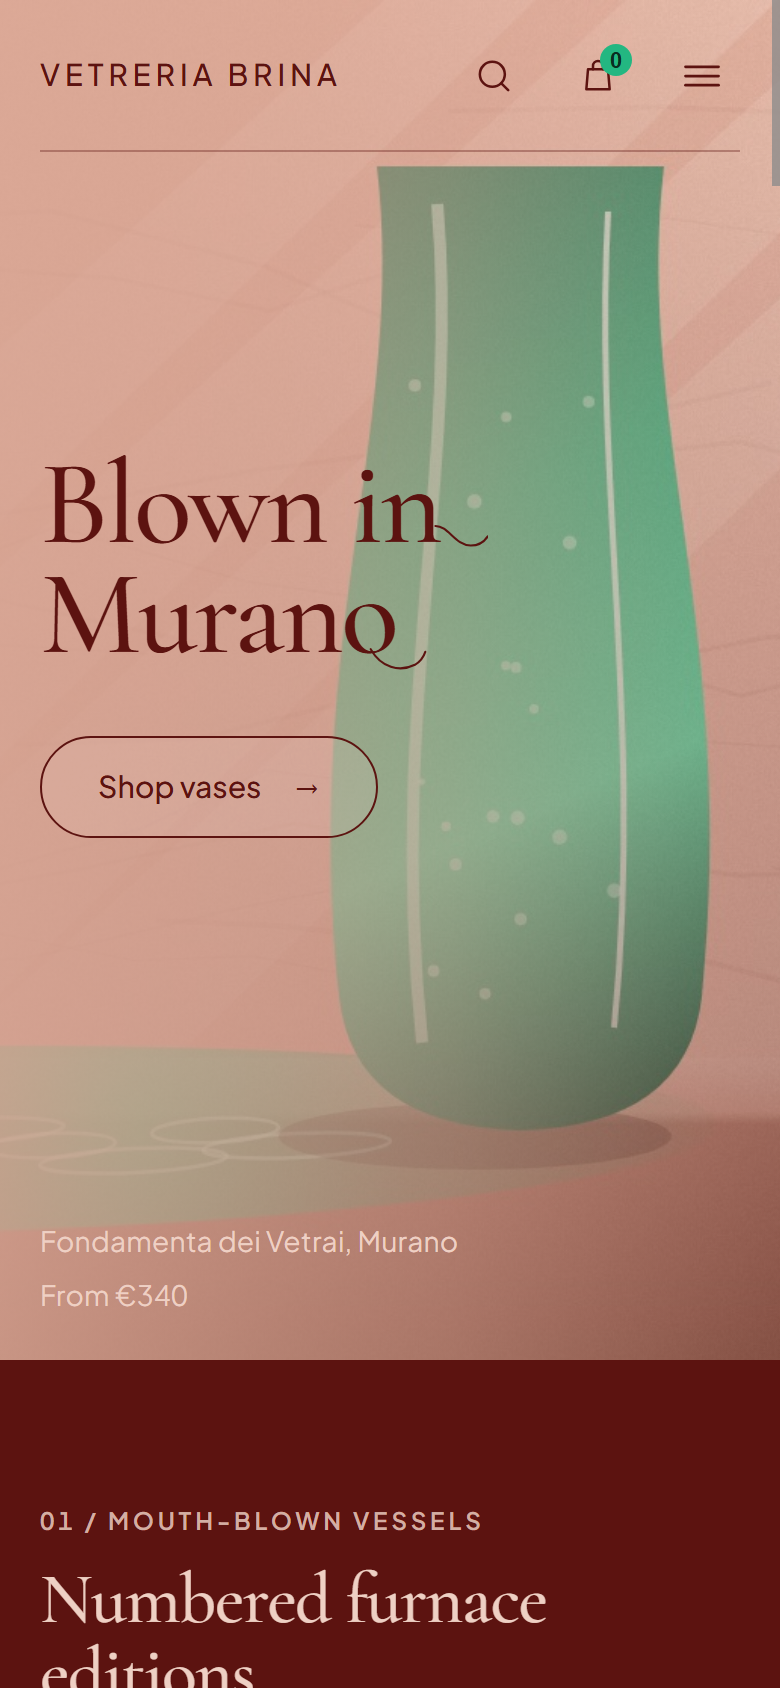 VETRERIA BRINA
0
Blown in
Murano
Shop vases →
Fondamenta dei Vetrai, Murano
From €340
01 / MOUTH-BLOWN VESSELS
Numbered furnace
editions